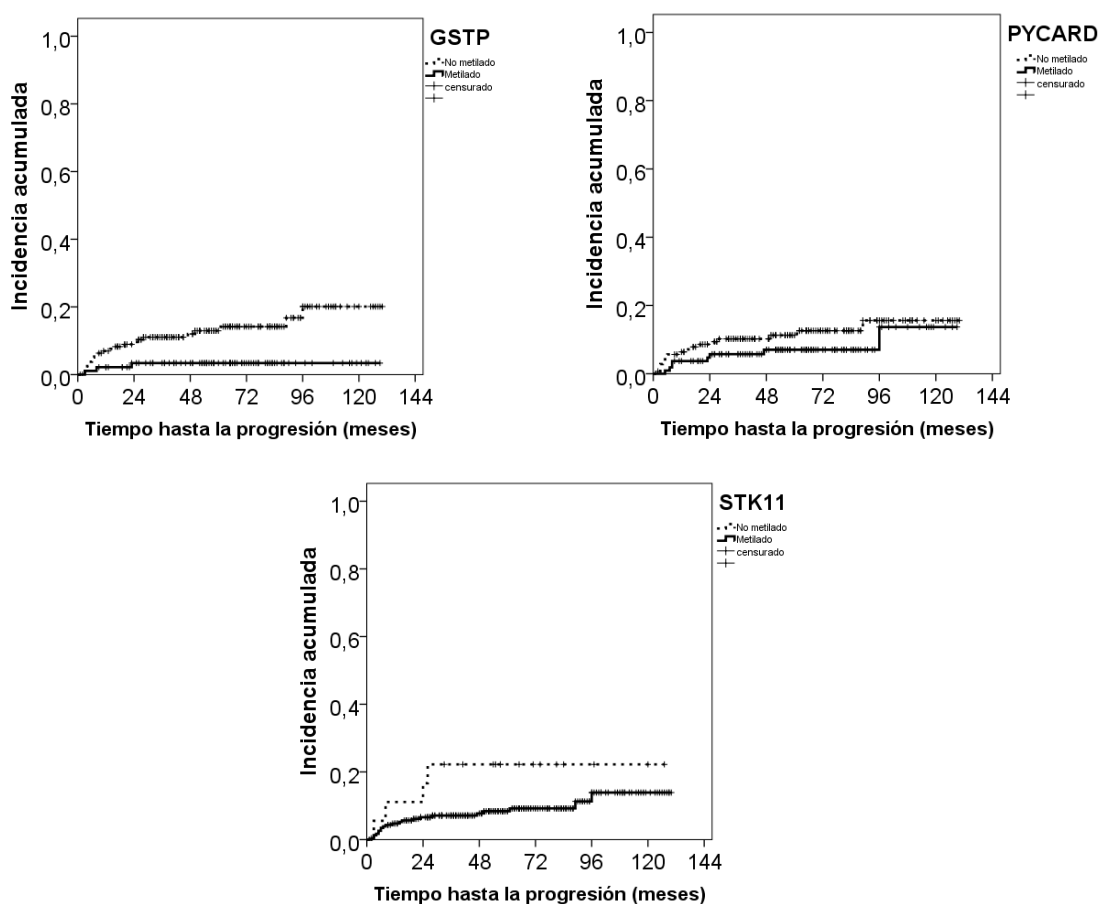 GSTP
No metilado
Metilado
censurado
Incidencia acumulada
1,0
0,8
0,6
0,4
0,2
0,0
0 24 48 72 96 120 144
Tiempo hasta la progresión (meses)
PYCARD
No metilado
Metilado
censurado
Incidencia acumulada
1,0
0,8
0,6
0,4
0,2
0,0
0 24 48 72 96 120 144
Tiempo hasta la progresión (meses)
STK11
No metilado
Metilado
censurado
Incidencia acumulada
1,0
0,8
0,6
0,4
0,2
0,0
0 24 48 72 96 120 144
Tiempo hasta la progresión (meses)